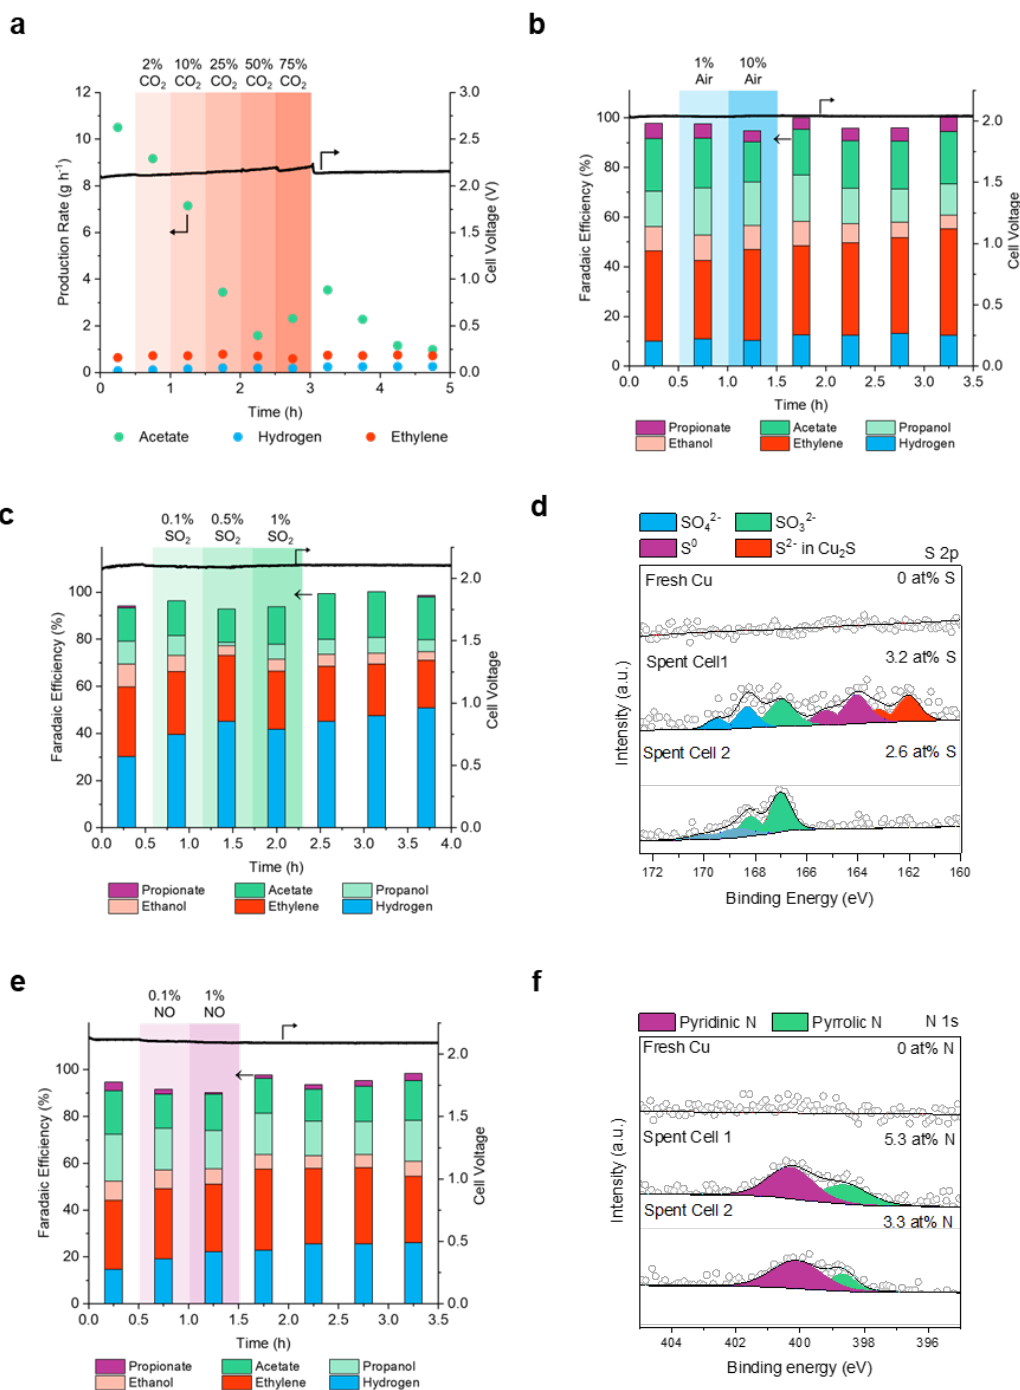 a
2% 10% 25% 50% 75%
CO2 CO2 CO2 CO2 CO2
12
10
8
6
4
2
0
Production Rate (g h-1)
3.0
2.5
2.0
1.5
1.0
0.5
0.0
Cell Voltage (V)
0 1 2 3 4 5
Time (h)
Acetate Hydrogen Ethylene
b
1% 10%
Air Air
100
80
60
40
20
0
Faradaic Efficiency (%)
2.0
1.5
1.0
0.5
0.0
Cell Voltage
0.0 0.5 1.0 1.5 2.0 2.5 3.0 3.5
Time (h)
Propionate Acetate Propanol
Ethanol Ethylene Hydrogen
c
0.1% 0.5% 1%
SO2 SO2 SO2
100
80
60
40
20
0
Faradaic Efficiency (%)
2.0
1.5
1.0
0.5
0.0
Cell Voltage
0.0 0.5 1.0 1.5 2.0 2.5 3.0 3.5 4.0
Time (h)
Propionate Acetate Propanol
Ethanol Ethylene Hydrogen
d
SO4 2- SO3 2-
S0 S2- in Cu2S
S 2p
Fresh Cu 0 at% S
Spent Cell1 3.2 at% S
Spent Cell 2 2.6 at% S
Intensity (a.u.)
172 170 168 166 164 162 160
Binding Energy (eV)
e
0.1% 1%
NO NO
100
80
60
40
20
0
Faradaic Efficiency (%)
2.0
1.5
1.0
0.5
0.0
Cell Voltage
0.0 0.5 1.0 1.5 2.0 2.5 3.0 3.5
Time (h)
Propionate Acetate Propanol
Ethanol Ethylene Hydrogen
f
Pyridinic N Pyrrolic N N 1s
Fresh Cu 0 at% N
Spent Cell 1 5.3 at% N
Spent Cell 2 3.3 at% N
Intensity (a.u.)
404 402 400 398 396
Binding energy (eV)